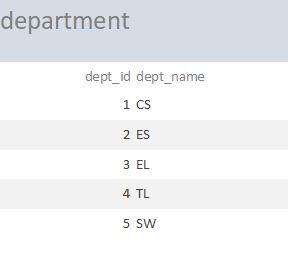 department
dept_id dept_name
1 CS
2 ES
3 EL
4 TL
5 SW